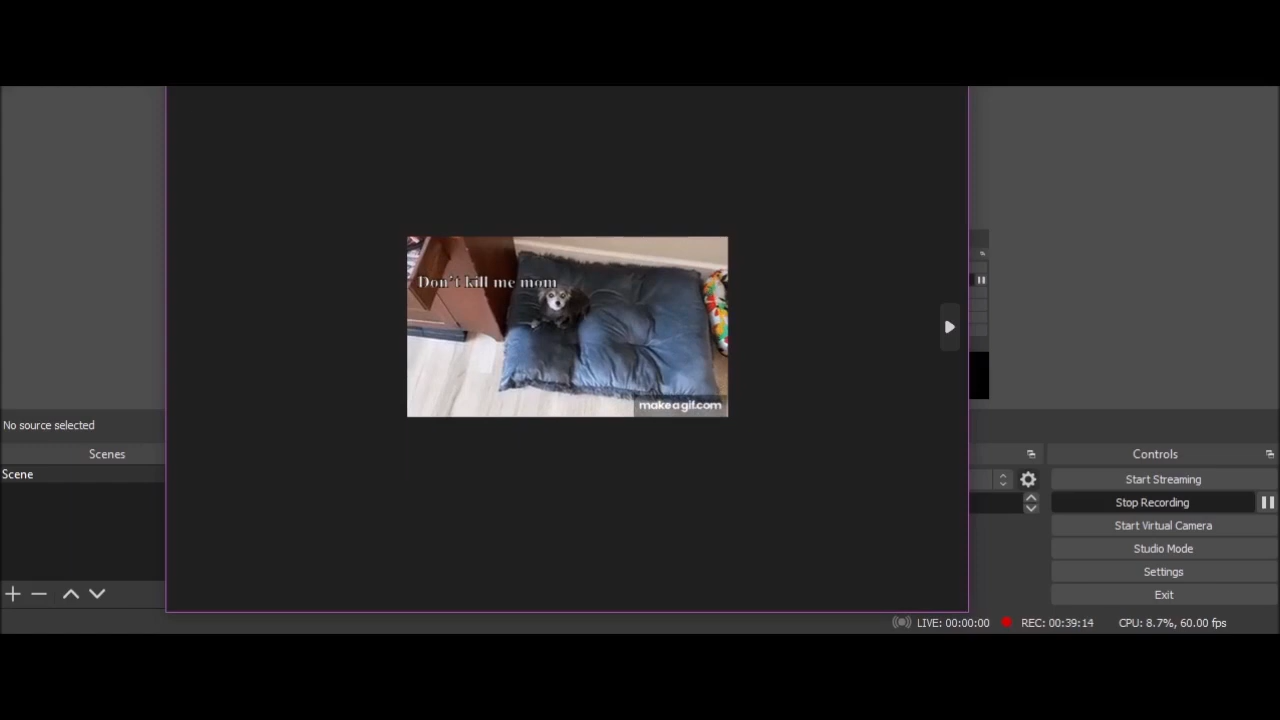 Don't kill me mom
makeagif.com
No source selected
Scenes
Controls
Scene
Start Streaming
Stop Recording
Start Virtual Camera
Studio Mode
Settings
Exit
LIVE: 00:00:00 REC: 00:39:14 CPU: 8.7%, 60.00 fps